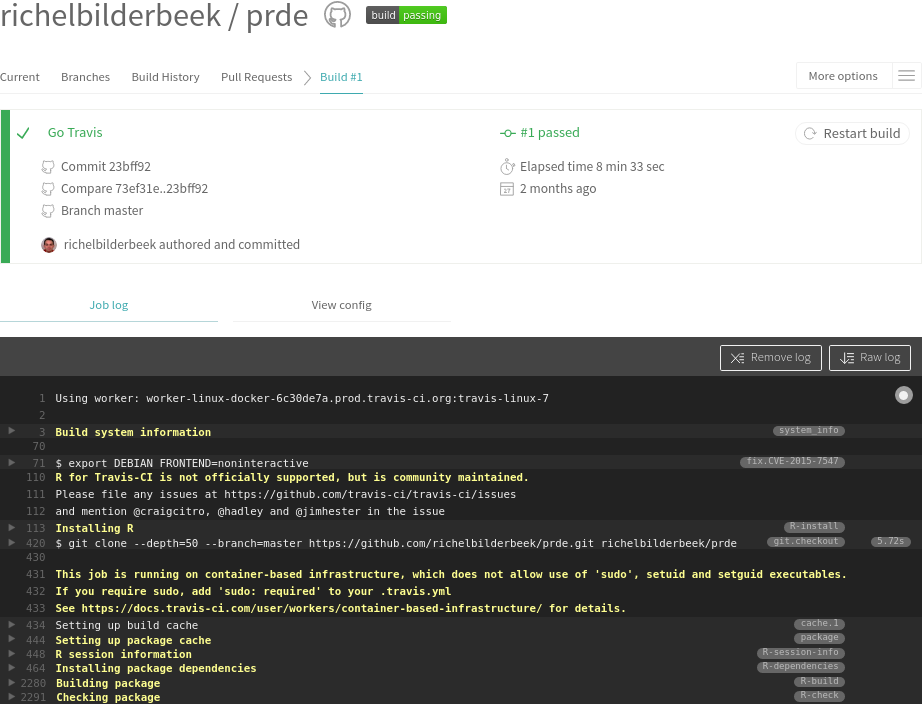 richelbilderbeek / prde build passing
Current Branches Build History Pull Requests Build #1 More options
Go Travis #1 passed Restart build
Commit 23bff92 Elapsed time 8 min 33 sec
Compare 73ef31e..23bff92 2 months ago
Branch master
richelbilderbeek authored and committed
Job log View config
Remove log Raw log
1 Using worker: worker-linux-docker-6c30de7a.prod.travis-ci.org:travis-linux-7
2
3 Build system information system_info
70
71 $ export DEBIAN_FRONTEND=noninteractive fix.CVE-2015-7547
110 R for Travis-CI is not officially supported, but is community maintained.
111 Please file any issues at https://github.com/travis-ci/travis-ci/issues
112 and mention @craigcitro, @hadley and @jimhester in the issue
113 Installing R R-install
420 $ git clone --depth=50 --branch=master https://github.com/richelbilderbeek/prde.git richelbilderbeek/prde git.checkout 5.72s
430
431 This job is running on container-based infrastructure, which does not allow use of 'sudo', setuid and setguid executables.
432 If you require sudo, add 'sudo: required' to your .travis.yml
433 See https://docs.travis-ci.com/user/workers/container-based-infrastructure/ for details.
434 Setting up build cache cache.1
444 Setting up package cache package
448 R session information R-session-info
464 Installing package dependencies R-dependencies
2280 Building package R-build
2291 Checking package R-check